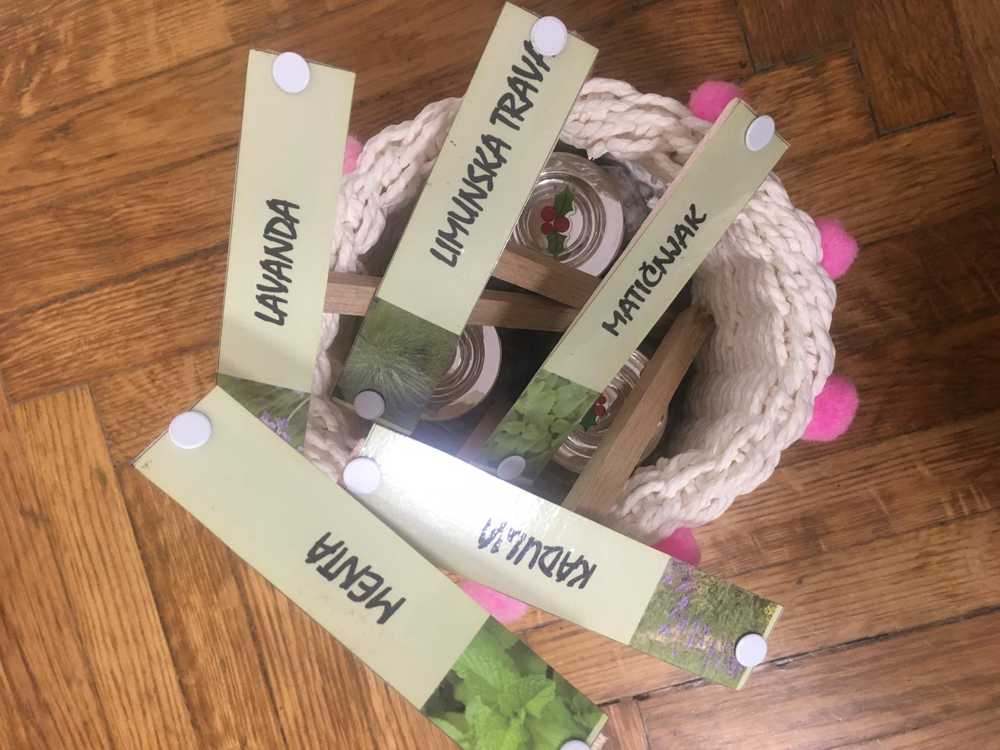 LAVANDA
LIMUNSKA TRAVA
MATIČNJAK
KADULJA
MENTA